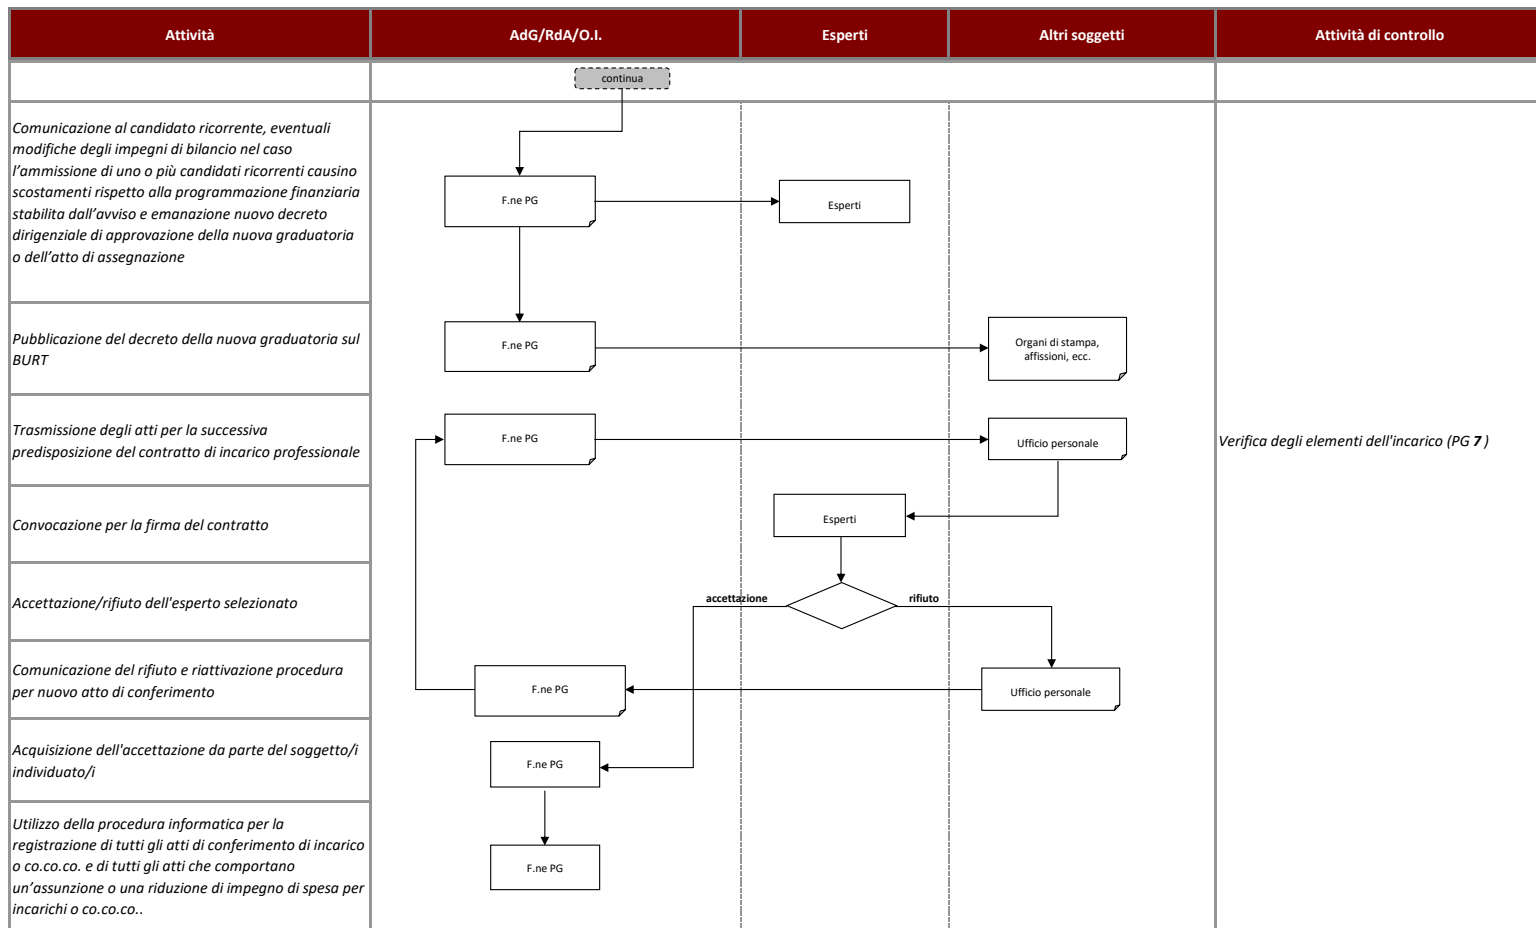 Attività
AdG/RdA/O.I.
Esperti
Altri soggetti
Attività di controllo
continua
Comunicazione al candidato ricorrente, eventuali
modifiche degli impegni di bilancio nel caso
l'ammissione di uno o più candidati ricorrenti causino
scostamenti rispetto alla programmazione finanziaria
stabilita dall'avviso e emanazione nuovo decreto
dirigenziale di approvazione della nuova graduatoria
o dell'atto di assegnazione
F.ne PG
Esperti
Pubblicazione del decreto della nuova graduatoria sul
BURT
F.ne PG
Organi di stampa,
affissioni, ecc.
Trasmissione degli atti per la successiva
predisposizione del contratto di incarico professionale
F.ne PG
Ufficio personale
Verifica degli elementi dell'incarico (PG 7 )
Convocazione per la firma del contratto
Esperti
Accettazione/rifiuto dell'esperto selezionato
accettazione
rifiuto
Comunicazione del rifiuto e riattivazione procedura
per nuovo atto di conferimento
F.ne PG
Ufficio personale
Acquisizione dell'accettazione da parte del soggetto/i
individuato/i
F.ne PG
Utilizzo della procedura informatica per la
registrazione di tutti gli atti di conferimento di incarico
o co.co.co. e di tutti gli atti che comportano
un'assunzione o una riduzione di impegno di spesa per
incarichi o co.co.co..
F.ne PG